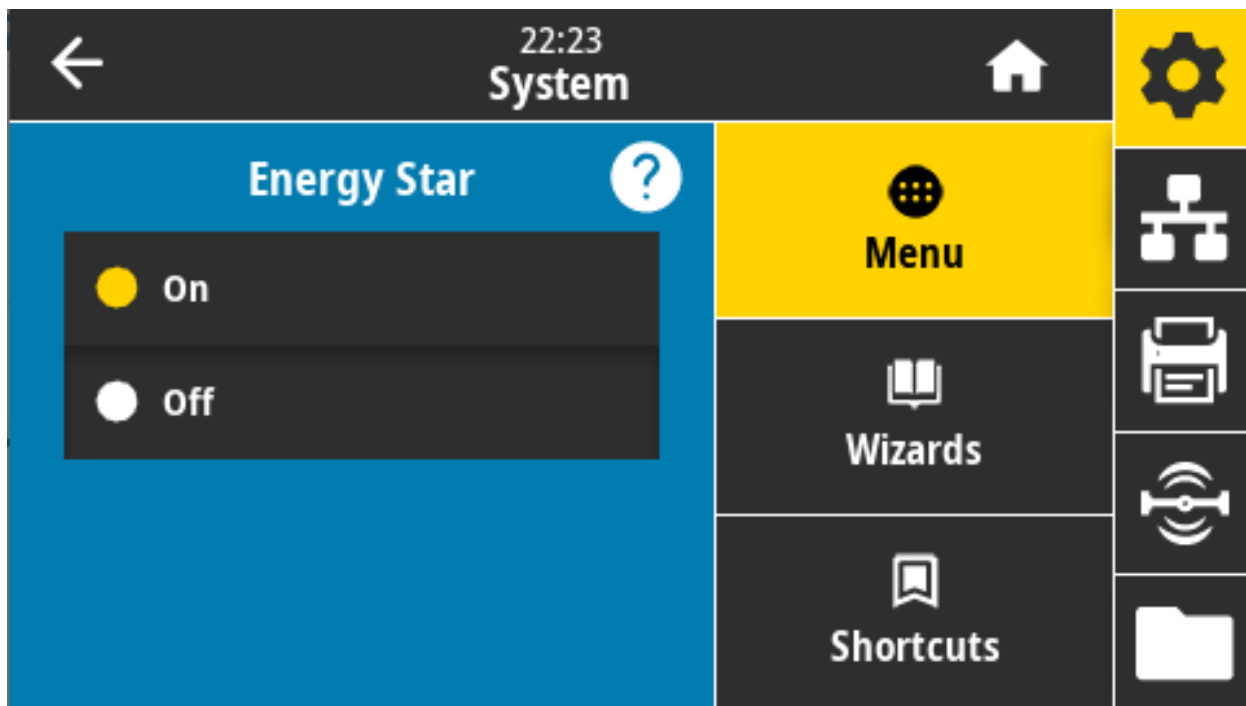 22:23
System
Energy Star
?
On
Off
Menu
Wizards
Shortcuts